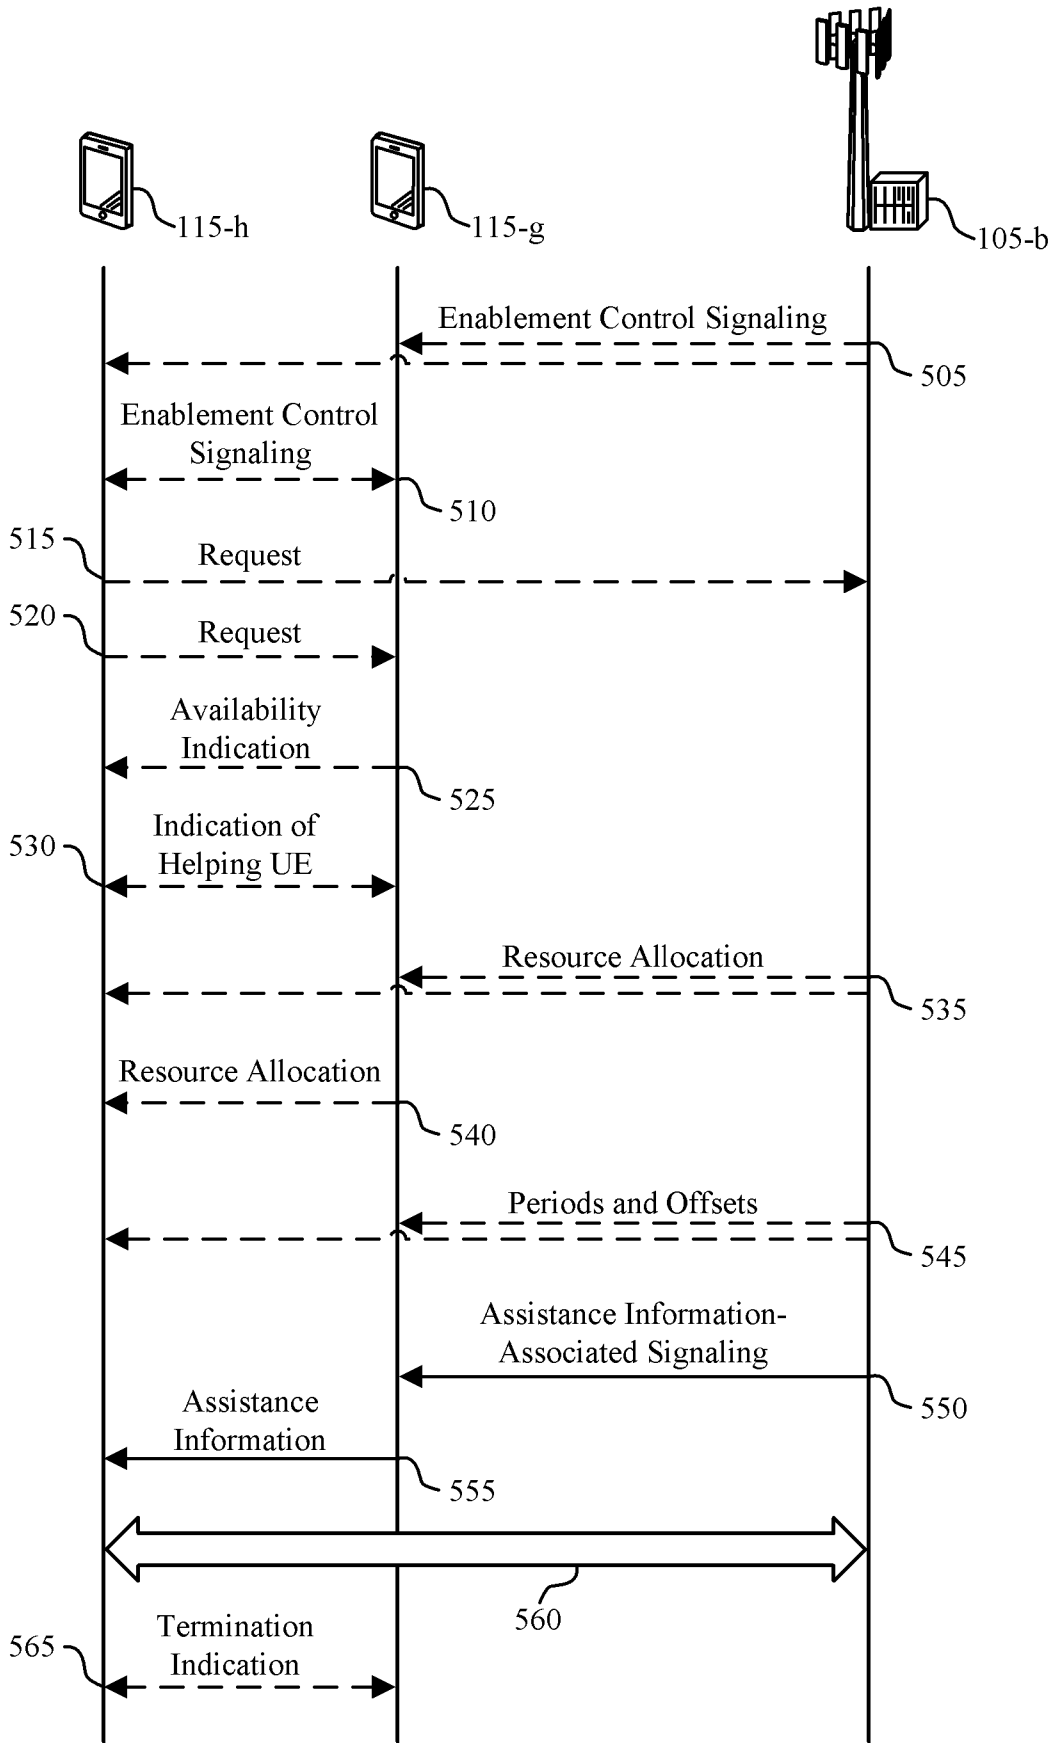 115-h
115-g
105-b
Enablement Control Signaling
505
Enablement Control
Signaling
510
515
Request
520
Request
Availability
Indication
525
530
Indication of
Helping UE
Resource Allocation
535
Resource Allocation
540
Periods and Offsets
545
Assistance Information-
Associated Signaling
550
Assistance
Information
555
560
565
Termination
Indication